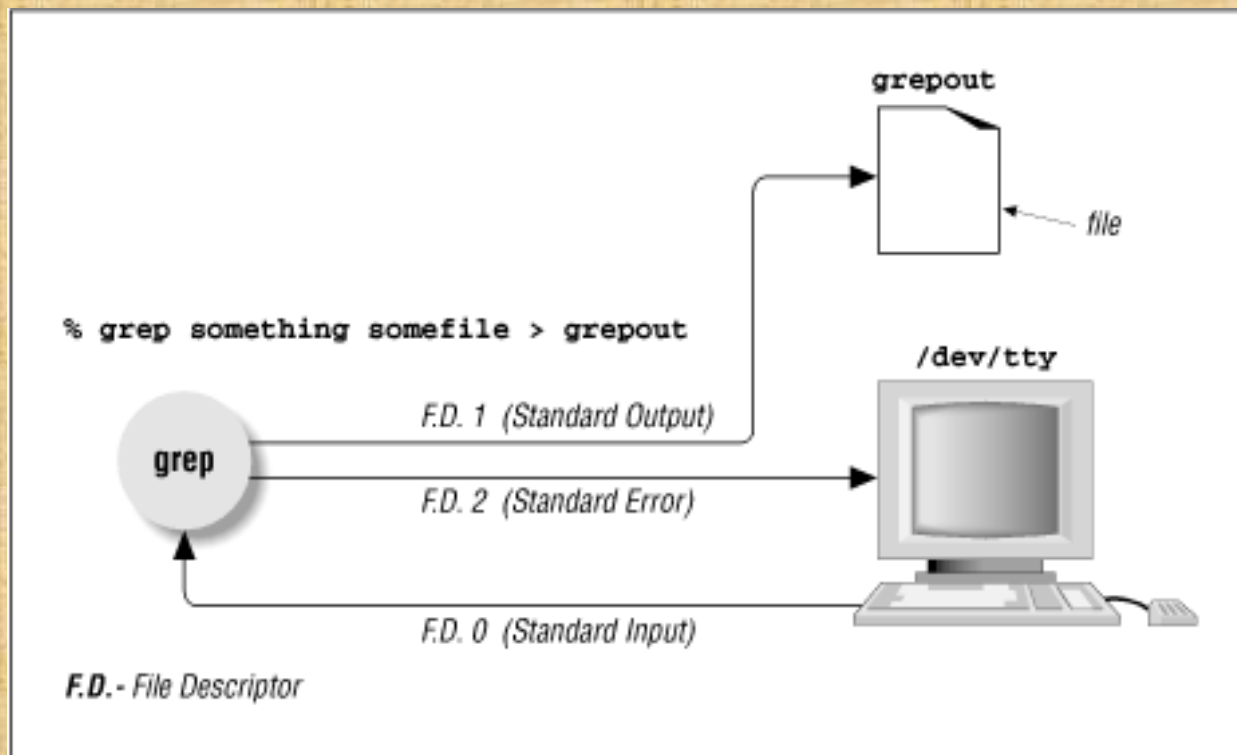 grepout
file
% grep something somefile > grepout
/dev/tty
F.D. 1 (Standard Output)
grep
F.D. 2 (Standard Error)
F.D. 0 (Standard Input)
F.D.- File Descriptor